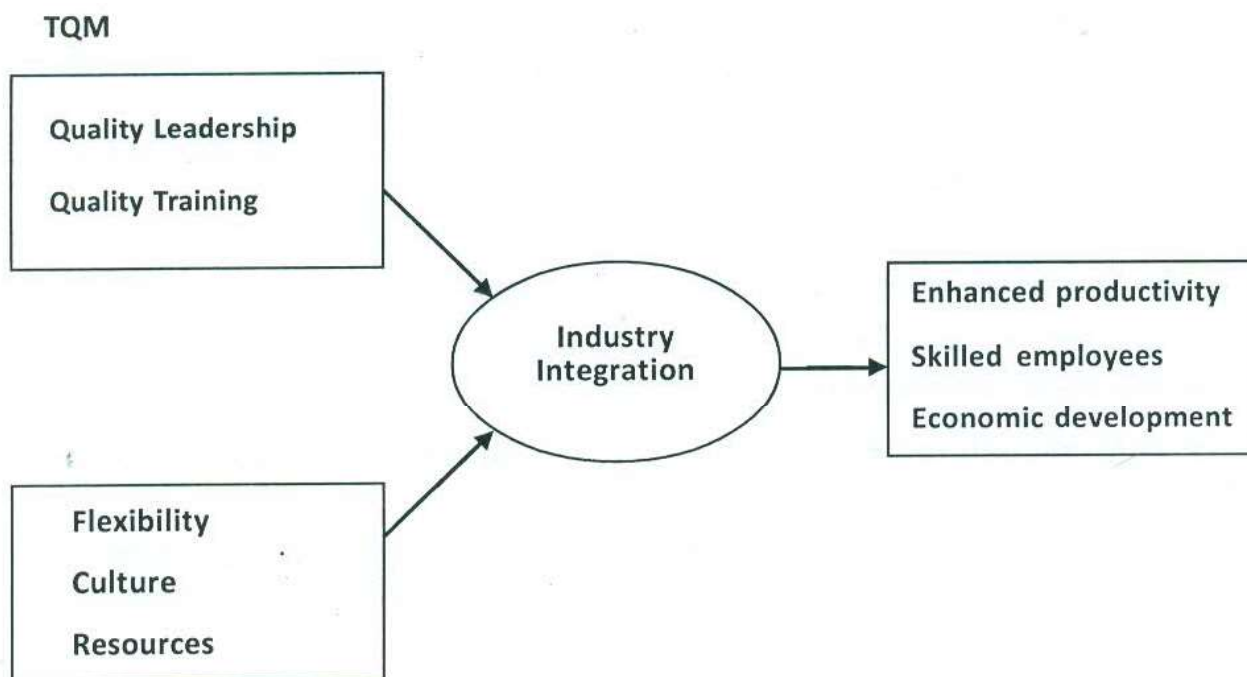 TQM
Quality Leadership
Quality Training
Industry
Integration
Enhanced productivity
Skilled employees
Economic development
Flexibility
Culture
Resources